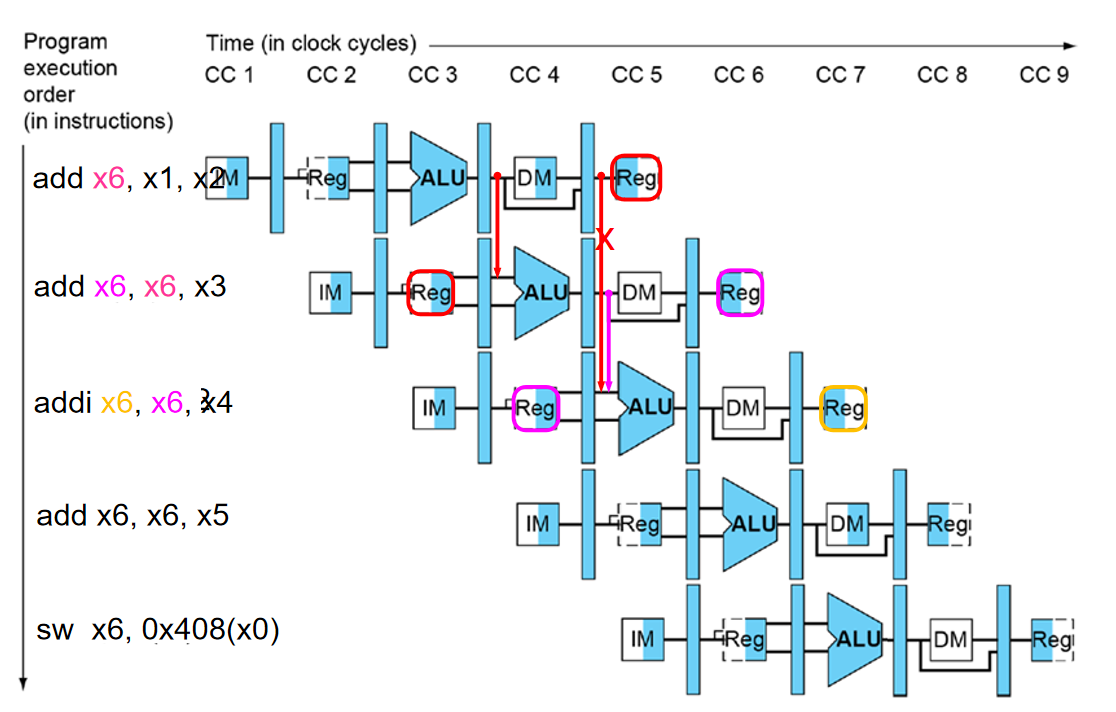 Program
execution
order
(in instructions)
Time (in clock cycles)
CC 1 CC 2 CC 3 CC 4 CC 5 CC 6 CC 7 CC 8 CC 9
add x6, x1, x2
IM Reg ALU DM Reg
X
add x6, x6, x3
IM Reg ALU DM Reg
addi x6, x6, x4
IM Reg ALU DM Reg
add x6, x6, x5
IM Reg ALU DM Reg
sw x6, 0x408(x0)
IM Reg ALU DM Reg